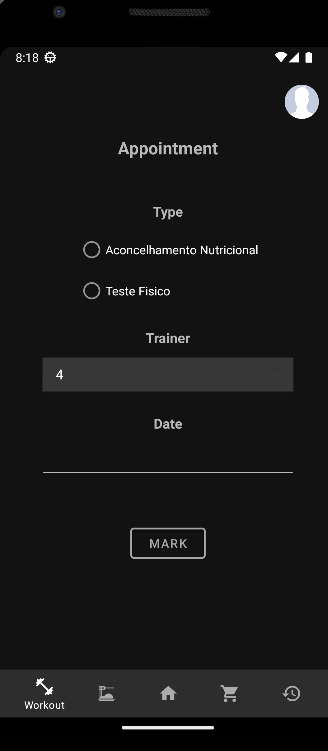 8:18
Appointment
Type
Aconcelhamento Nutricional
Teste Fisico
Trainer
4
Date
MARK
Workout